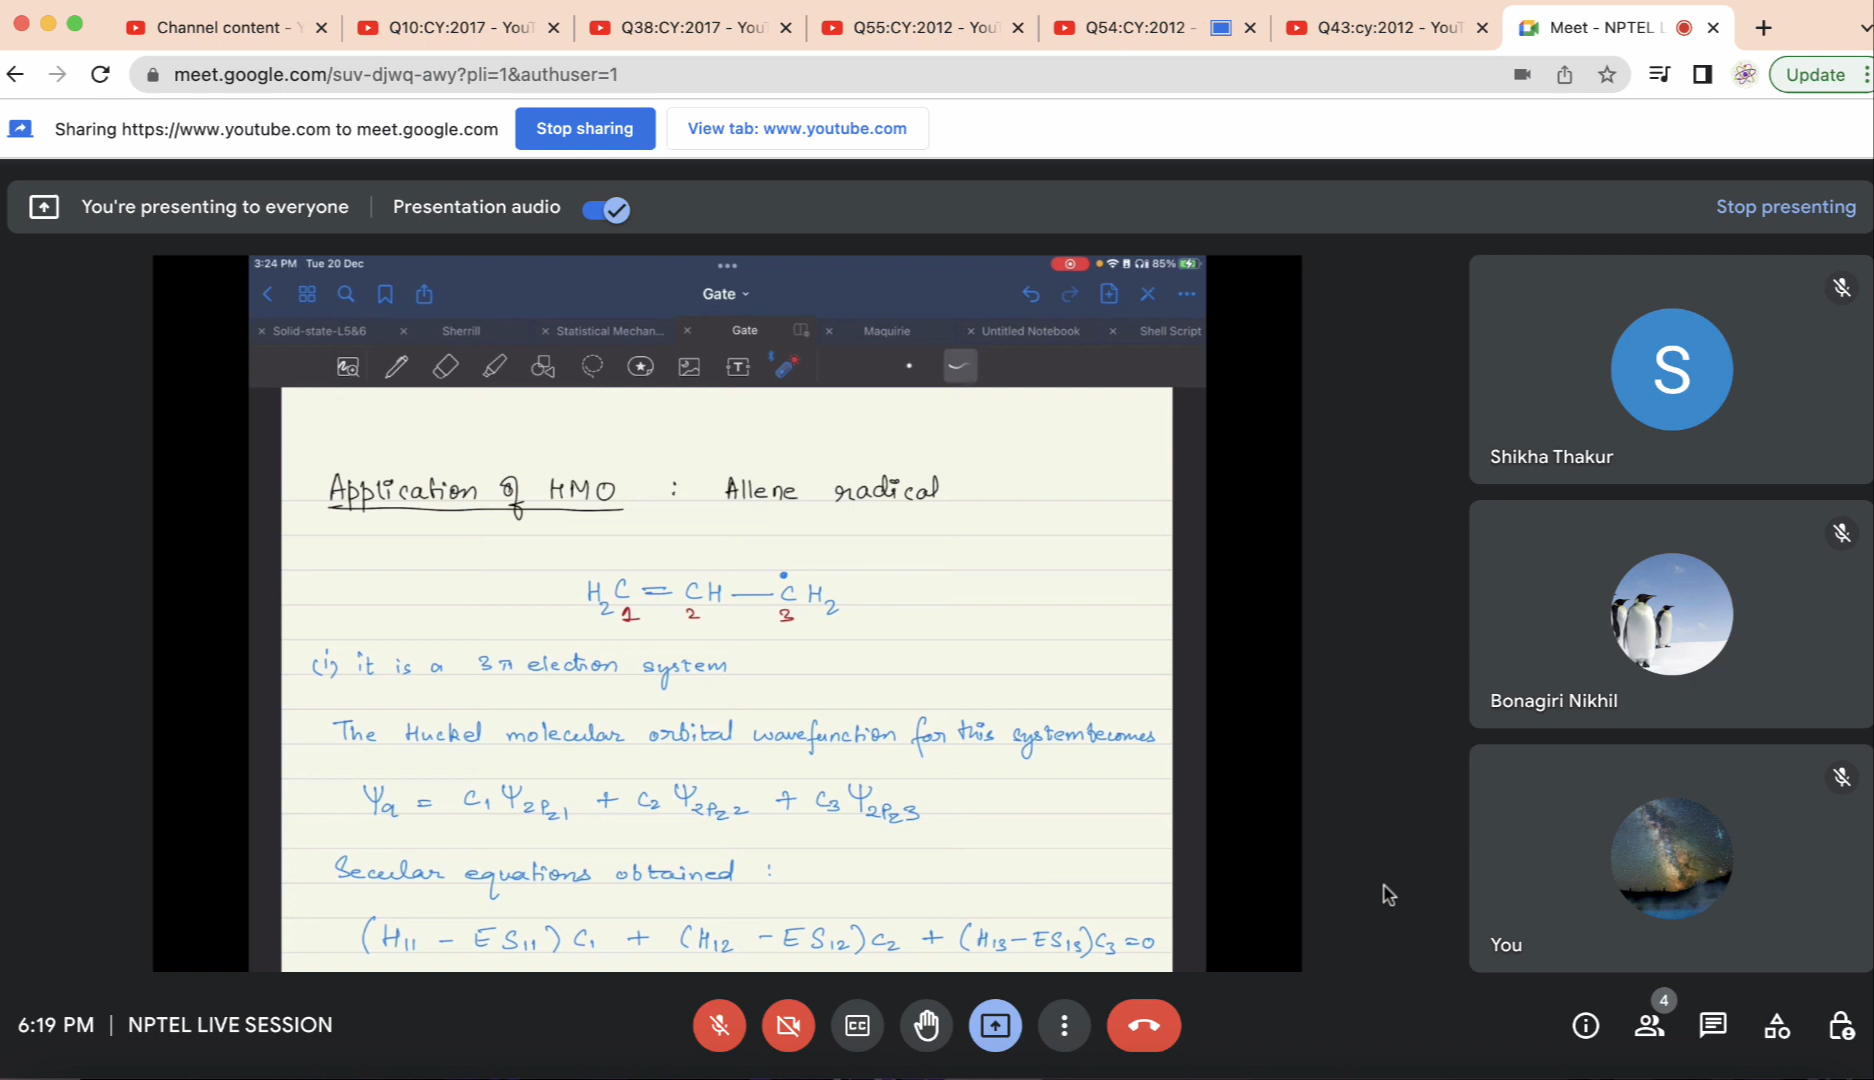 Channel content - Y
Q10:CY:2017 - YouT
Q38:CY:2017 - YouT
Q55:CY:2012 - YouT
Q54:CY:2012 -
Q43:cy:2012 - YouT
Meet - NPTEL L
meet.google.com/suv-djwq-awy?pli=1&authuser=1
Update
Sharing https://www.youtube.com to meet.google.com
Stop sharing
View tab: www.youtube.com
You're presenting to everyone
Presentation audio
Stop presenting
3:24 PM Tue 20 Dec
85%
Gate
Solid-state-L5&6
Sherrill
Statistical Mechan...
Gate
Maquirie
Untitled Notebook
Shell Script
Application of HMO : Allene radical
H₂C = CH — ĊH₂
1 2 3
(i) it is a 3π election system
The Huckel molecular orbital wavefunction for this system becomes
Ψa = C₁Ψ2Pz1 + C₂Ψ2Pz2 + C₃Ψ2Pz3
Secular equations obtained :
(H₁₁ - ES₁₁)C₁ + (H₁₂ - ES₁₂)C₂ + (H₁₃-ES₁₃)C₃ = 0
S
Shikha Thakur
Bonagiri Nikhil
You
6:19 PM | NPTEL LIVE SESSION
CC
4